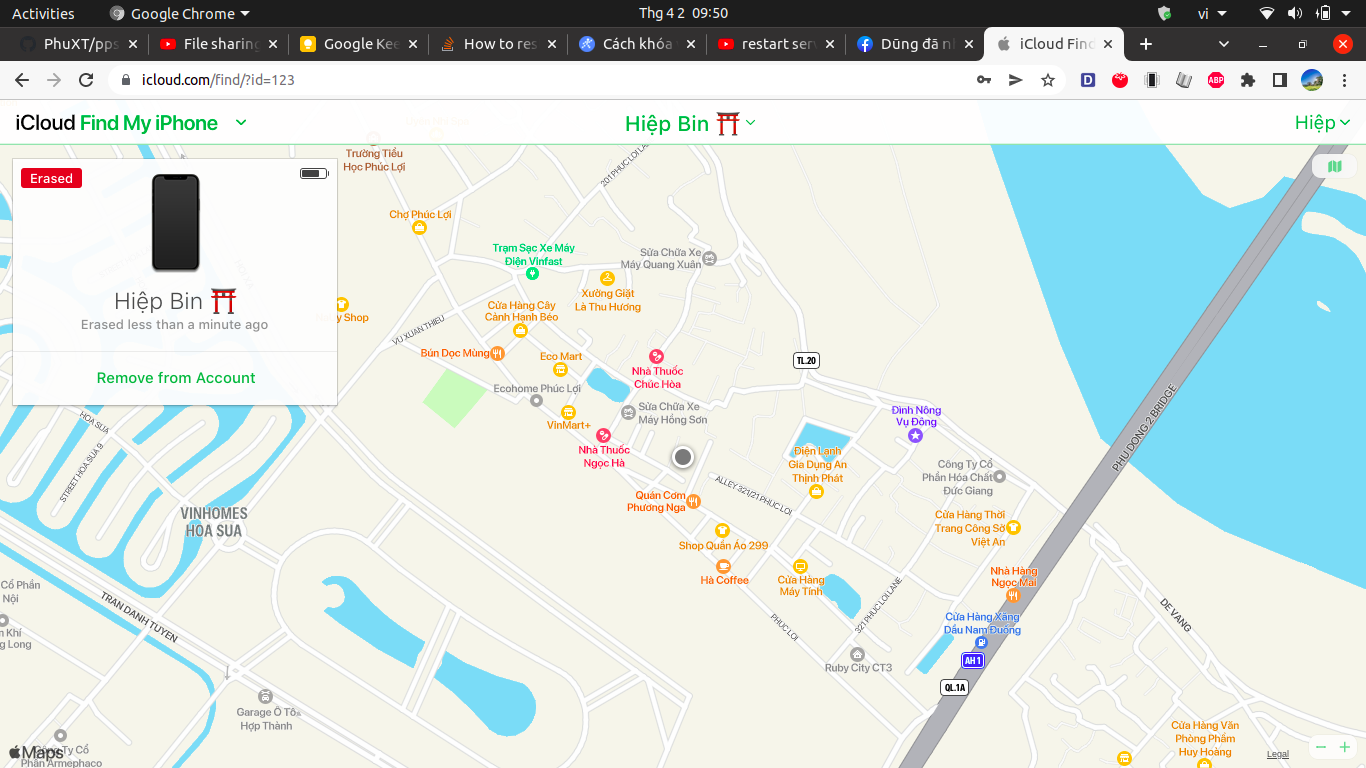 Activities
Google Chrome
Thg 4 2 09:50
vi
PhuXT/pps
File sharing
Google Kee
How to res
Cách khóa
restart serv
Dũng đã nh
iCloud Find
icloud.com/find/?id=123
ABP
iCloud Find My iPhone
Hiệp Bin ⛩️
Hiệp
Erased
Hiệp Bin ⛩️
Erased less than a minute ago
Remove from Account
Trường Tiểu
Học Phúc Lợi
201 PHUC LOI LA
Chợ Phúc Lợi
Trạm Sạc Xe Máy
Điện Vinfast
Sửa Chữa Xe
Máy Quang Xuân
Xưởng Giặt
Là Thu Hương
Shop
Cửa Hàng Cây
Cảnh Hạnh Béo
VU XUAN THIEU
Bún Dọc Mùng
Eco Mart
Nhà Thuốc
Chúc Hòa
TL.20
Ecohome Phúc Lợi
Sửa Chữa Xe
Máy Hồng Sơn
VinMart+
Nhà Thuốc
Ngọc Hà
Đình Nông
Vụ Đông
PHU DONG 2 BRIDGE
HOA SUA
STREET HOA SUA 9
Điện Lạnh
Gia Dụng An
Thịnh Phát
Công Ty Cổ
Phần Hóa Chất
Đức Giang
ALLEY 321/21 PHUC LOI
Quán Cơm
Phương Nga
VINHOMES
HOA SUA
Cửa Hàng Thời
Trang Công Sở
Việt An
Shop Quần Áo 299
Hà Coffee
Cửa Hàng
Máy Tính
Nhà Hàng
Ngọc Mai
Cổ Phần
Nội
TRAN DANH TUYEN
PHUC LOI
321 PHUC LOI LANE
DE VANG
Cửa Hàng Xăng
Dầu Nam Đuống
n Khí
ng Long
AH1
Ruby City CT3
QL.1A
Garage Ô Tô
Hợp Thành
Cửa Hàng Văn
Phòng Phẩm
Huy Hoàng
Công Ty Cổ
Phần Armephaco
Maps
Legal